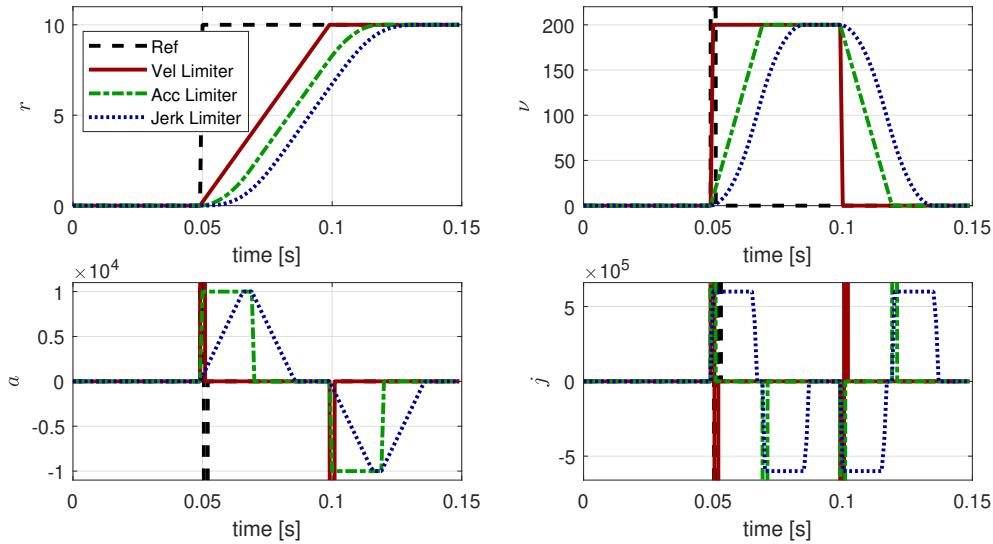 10
5
0
r
Ref
Vel Limiter
Acc Limiter
Jerk Limiter
0 0.05 0.1 0.15
time [s]
200
150
100
50
0
ν
0 0.05 0.1 0.15
time [s]
×10⁴
1
0.5
0
-0.5
-1
a
0 0.05 0.1 0.15
time [s]
×10⁵
5
0
-5
j
0 0.05 0.1 0.15
time [s]